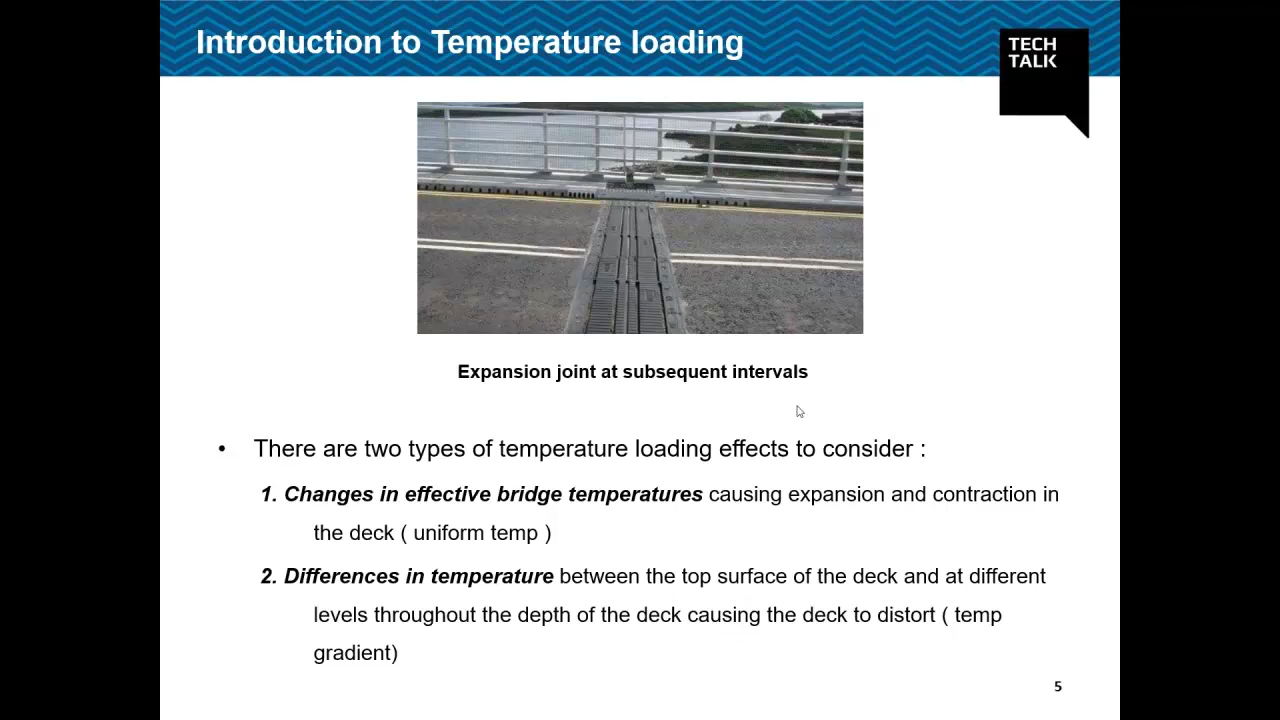 Introduction to Temperature loading
TECH
TALK
Expansion joint at subsequent intervals
• There are two types of temperature loading effects to consider :
1. Changes in effective bridge temperatures causing expansion and contraction in
the deck ( uniform temp )
2. Differences in temperature between the top surface of the deck and at different
levels throughout the depth of the deck causing the deck to distort ( temp
gradient)
5